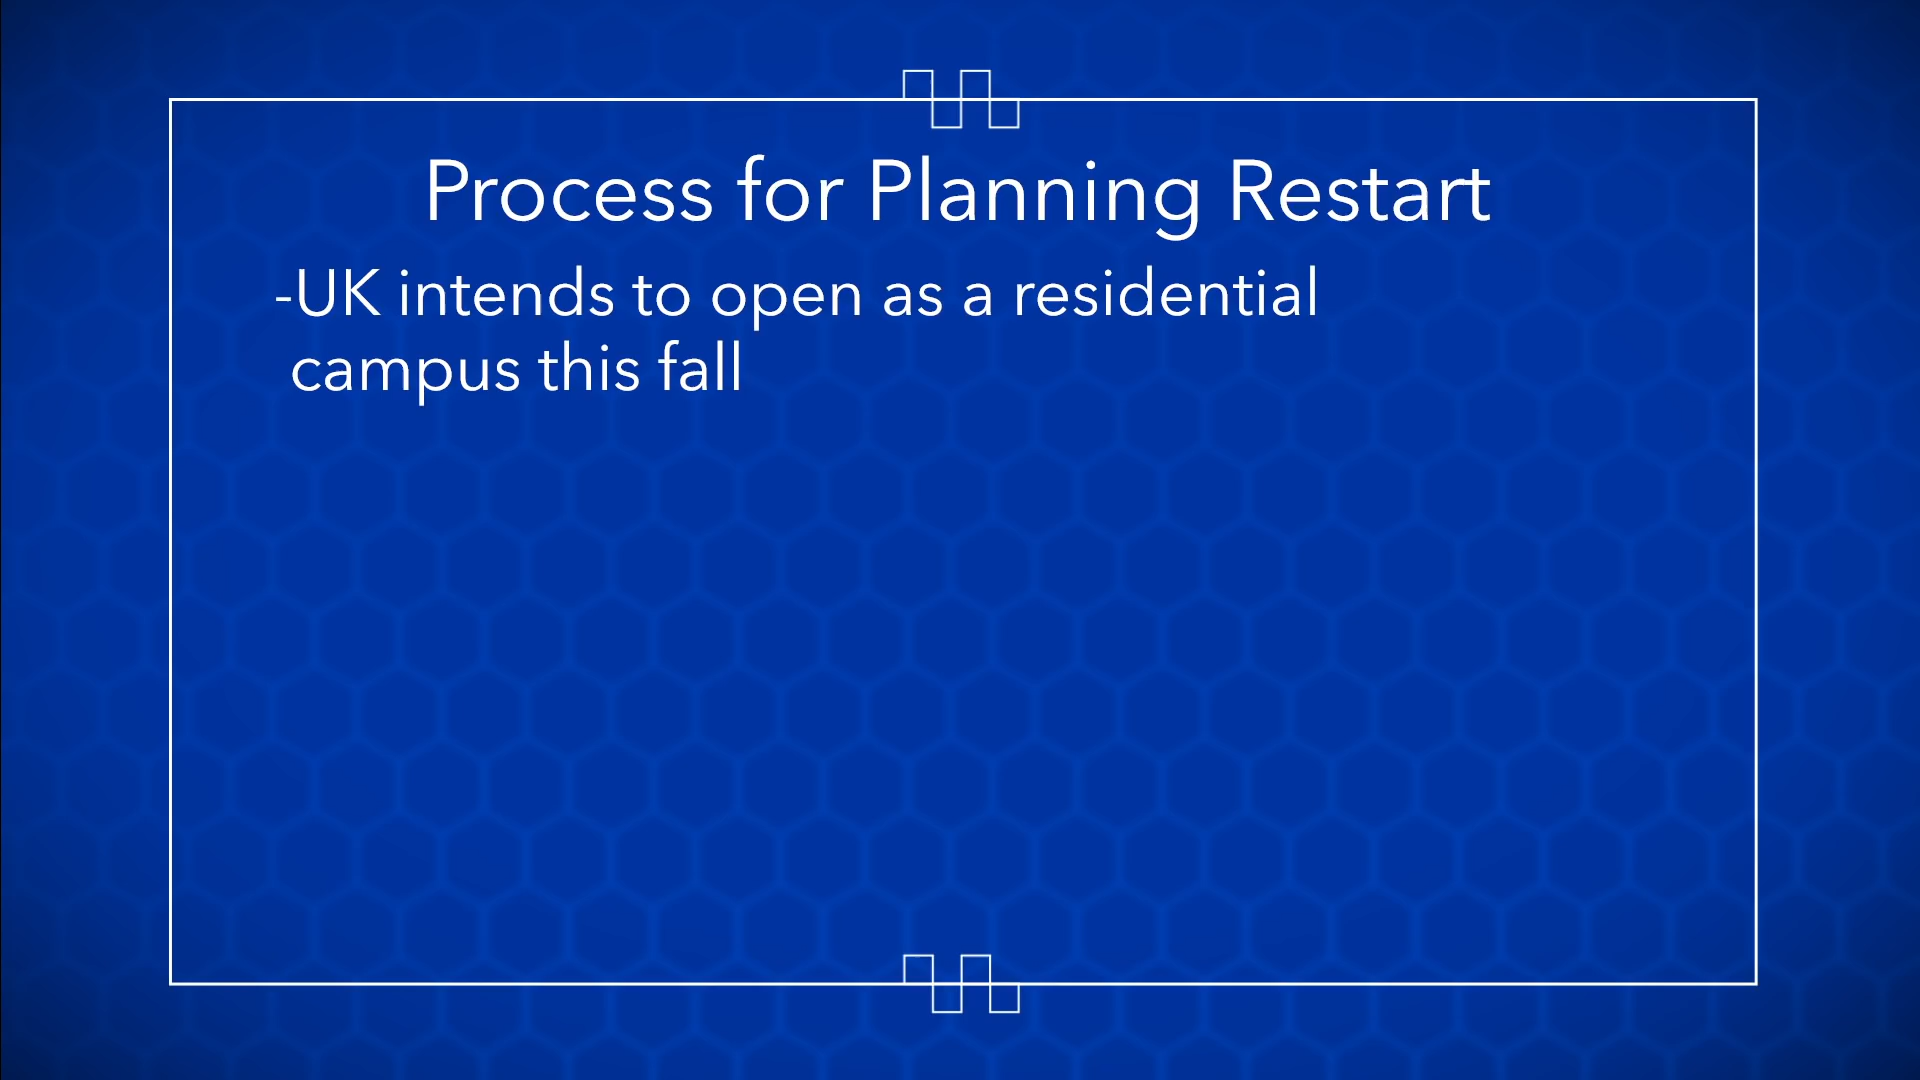 Process for Planning Restart
-UK intends to open as a residential
campus this fall